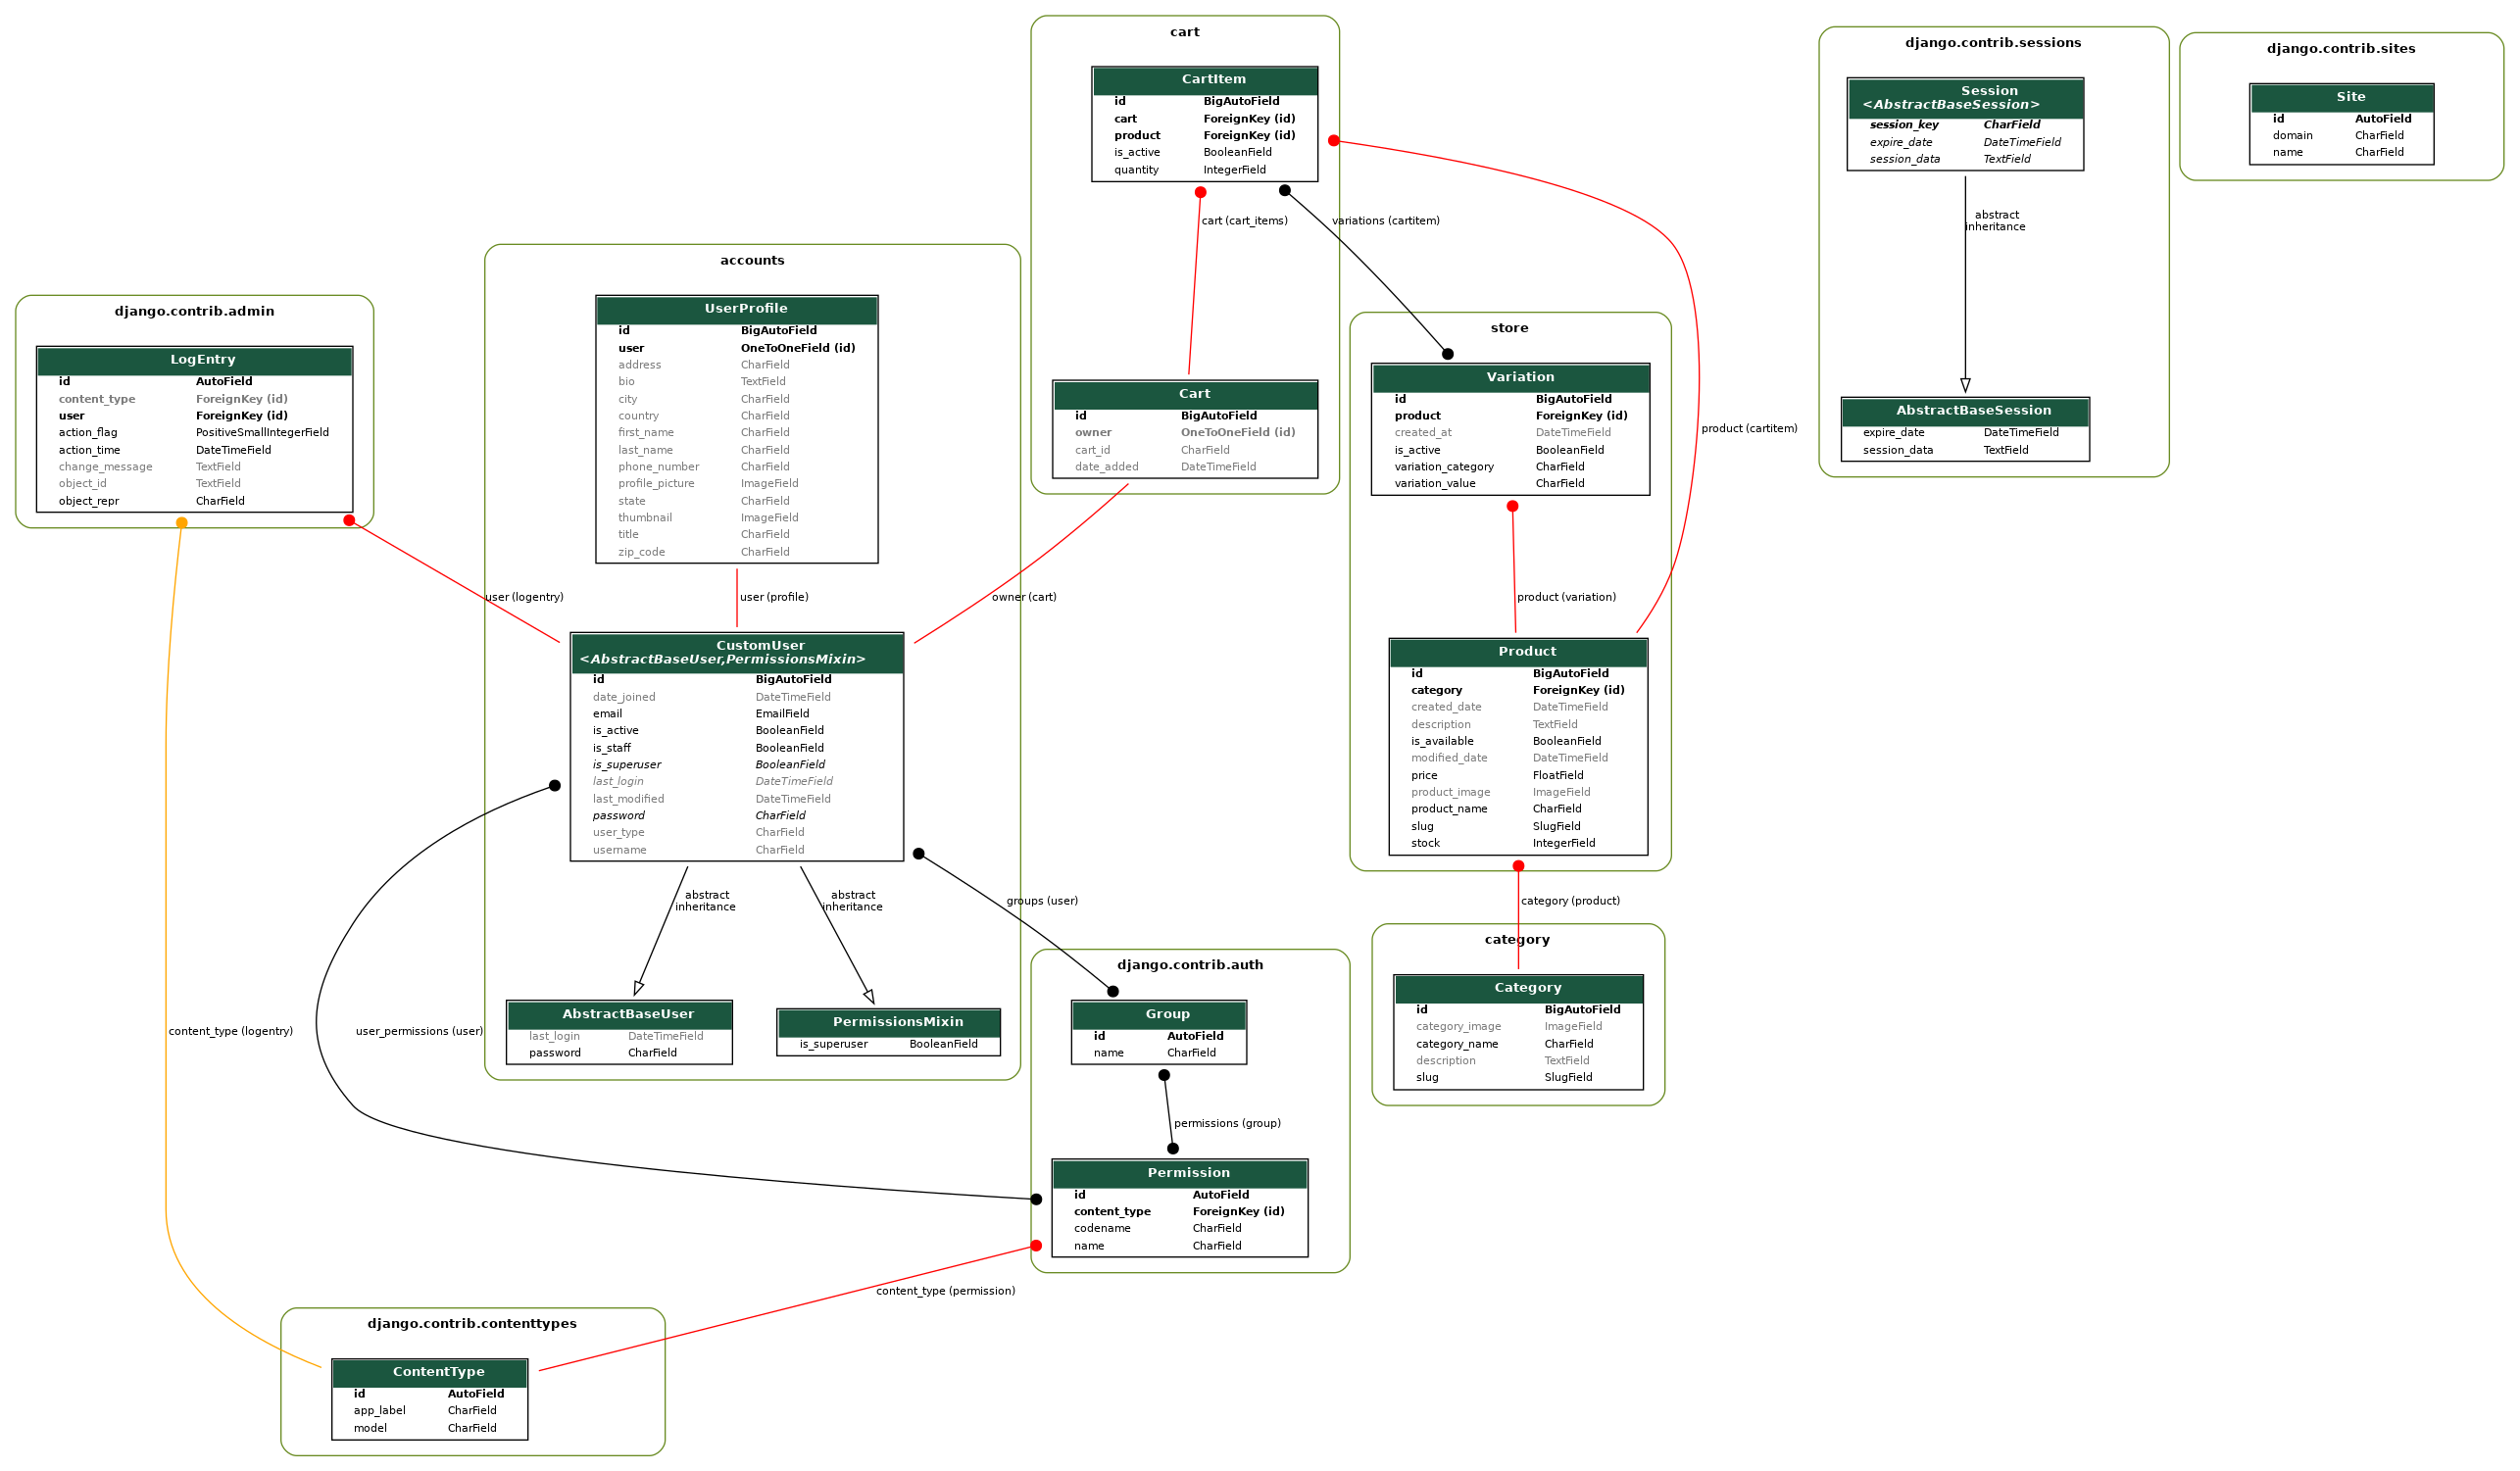 cart
CartItem
id BigAutoField
cart ForeignKey (id)
product ForeignKey (id)
is_active BooleanField
quantity IntegerField
cart (cart_items)
variations (cartitem)
product (cartitem)
Cart
id BigAutoField
owner OneToOneField (id)
cart_id CharField
date_added DateTimeField
owner (cart)
django.contrib.sessions
Session
<AbstractBaseSession>
session_key CharField
expire_date DateTimeField
session_data TextField
abstract
inheritance
AbstractBaseSession
expire_date DateTimeField
session_data TextField
django.contrib.sites
Site
id AutoField
domain CharField
name CharField
django.contrib.admin
LogEntry
id AutoField
content_type ForeignKey (id)
user ForeignKey (id)
action_flag PositiveSmallIntegerField
action_time DateTimeField
change_message TextField
object_id TextField
object_repr CharField
user (logentry)
content_type (logentry)
accounts
UserProfile
id BigAutoField
user OneToOneField (id)
address CharField
bio TextField
city CharField
country CharField
first_name CharField
last_name CharField
phone_number CharField
profile_picture ImageField
state CharField
thumbnail ImageField
title CharField
zip_code CharField
user (profile)
CustomUser
<AbstractBaseUser,PermissionsMixin>
id BigAutoField
date_joined DateTimeField
email EmailField
is_active BooleanField
is_staff BooleanField
is_superuser BooleanField
last_login DateTimeField
last_modified DateTimeField
password CharField
user_type CharField
username CharField
abstract
inheritance
abstract
inheritance
groups (user)
user_permissions (user)
AbstractBaseUser
last_login DateTimeField
password CharField
PermissionsMixin
is_superuser BooleanField
store
Variation
id BigAutoField
product ForeignKey (id)
created_at DateTimeField
is_active BooleanField
variation_category CharField
variation_value CharField
product (variation)
Product
id BigAutoField
category ForeignKey (id)
created_date DateTimeField
description TextField
is_available BooleanField
modified_date DateTimeField
price FloatField
product_image ImageField
product_name CharField
slug SlugField
stock IntegerField
category (product)
category
Category
id BigAutoField
category_image ImageField
category_name CharField
description TextField
slug SlugField
django.contrib.auth
Group
id AutoField
name CharField
permissions (group)
Permission
id AutoField
content_type ForeignKey (id)
codename CharField
name CharField
content_type (permission)
django.contrib.contenttypes
ContentType
id AutoField
app_label CharField
model CharField